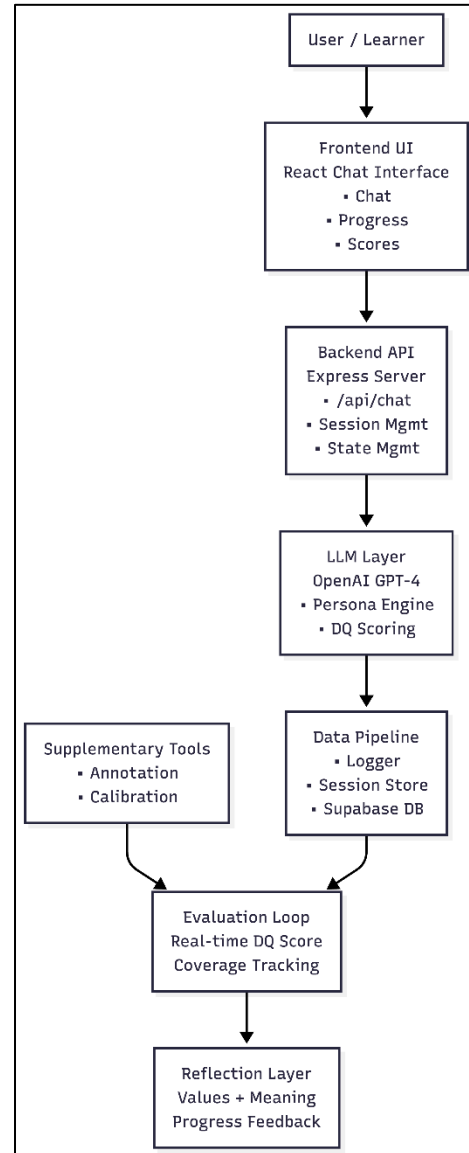 User / Learner
Frontend UI
React Chat Interface
▪ Chat
▪ Progress
▪ Scores
Backend API
Express Server
▪ /api/chat
▪ Session Mgmt
▪ State Mgmt
LLM Layer
OpenAI GPT-4
▪ Persona Engine
▪ DQ Scoring
Supplementary Tools
▪ Annotation
▪ Calibration
Data Pipeline
▪ Logger
▪ Session Store
▪ Supabase DB
Evaluation Loop
Real-time DQ Score
Coverage Tracking
Reflection Layer
Values + Meaning
Progress Feedback